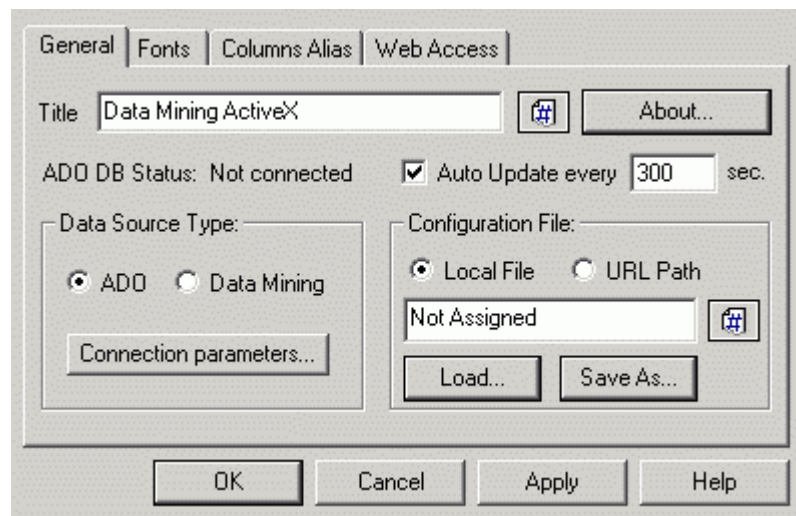 General Fonts Columns Alias Web Access
Title Data Mining ActiveX # About...
ADO DB Status: Not connected Auto Update every 300 sec.
Data Source Type: Configuration File:
ADO Data Mining Local File URL Path
Not Assigned #
Connection parameters...
Load... Save As...
OK Cancel Apply Help